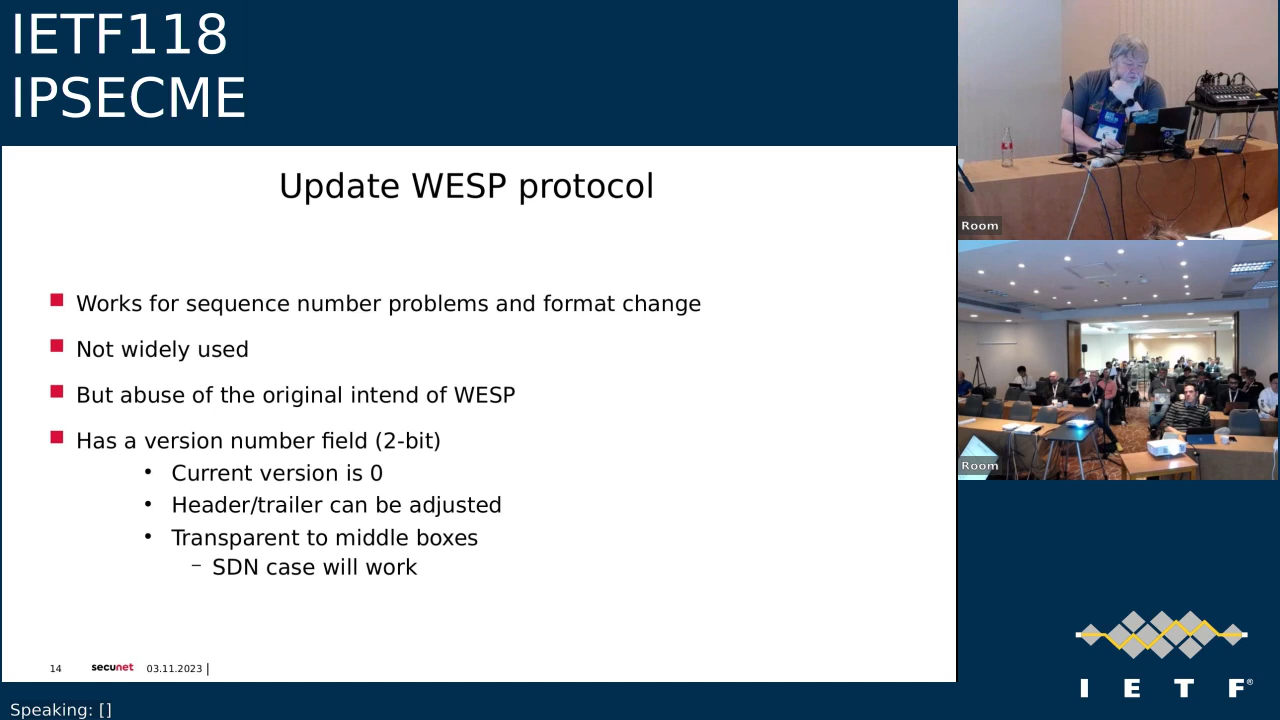 IETF118
IPSECME
Update WESP protocol
Works for sequence number problems and format change
Not widely used
But abuse of the original intend of WESP
Has a version number field (2-bit)
• Current version is 0
• Header/trailer can be adjusted
• Transparent to middle boxes
– SDN case will work
14 secunet 03.11.2023 |
Room
Room
I E T F®
Speaking: []